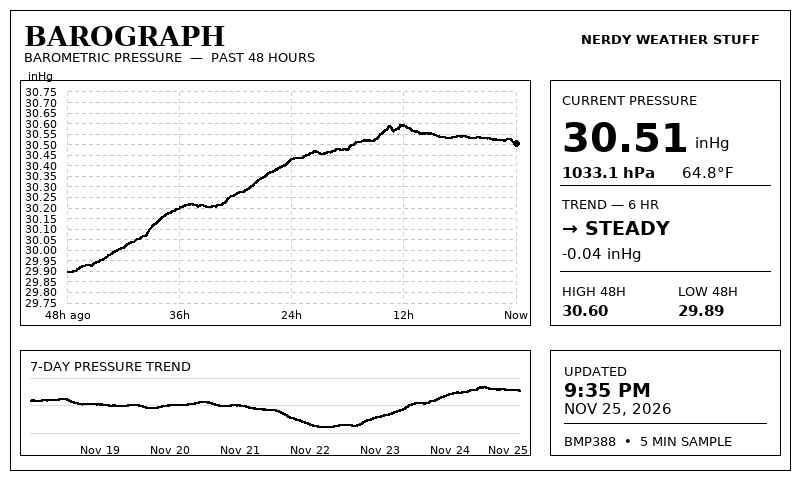 BAROGRAPH
BAROMETRIC PRESSURE — PAST 48 HOURS
NERDY WEATHER STUFF
inHg
30.75
30.70
30.65
30.60
30.55
30.50
30.45
30.40
30.35
30.30
30.25
30.20
30.15
30.10
30.05
30.00
29.95
29.90
29.85
29.80
29.75
48h ago 36h 24h 12h Now
CURRENT PRESSURE
30.51 inHg
1033.1 hPa 64.8°F
TREND — 6 HR
→ STEADY
-0.04 inHg
HIGH 48H LOW 48H
30.60 29.89
7-DAY PRESSURE TREND
Nov 19 Nov 20 Nov 21 Nov 22 Nov 23 Nov 24 Nov 25
UPDATED
9:35 PM
NOV 25, 2026
BMP388 • 5 MIN SAMPLE